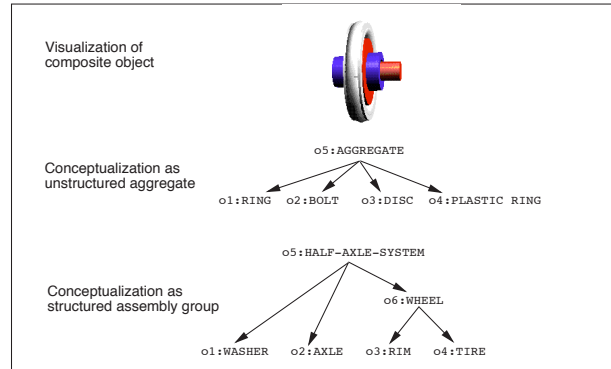 Visualization of
composite object
o5:AGGREGATE
Conceptualization as
unstructured aggregate
o1:RING o2:BOLT o3:DISC o4:PLASTIC RING
o5:HALF-AXLE-SYSTEM
Conceptualization as
structured assembly group
o6:WHEEL
o1:WASHER o2:AXLE o3:RIM o4:TIRE